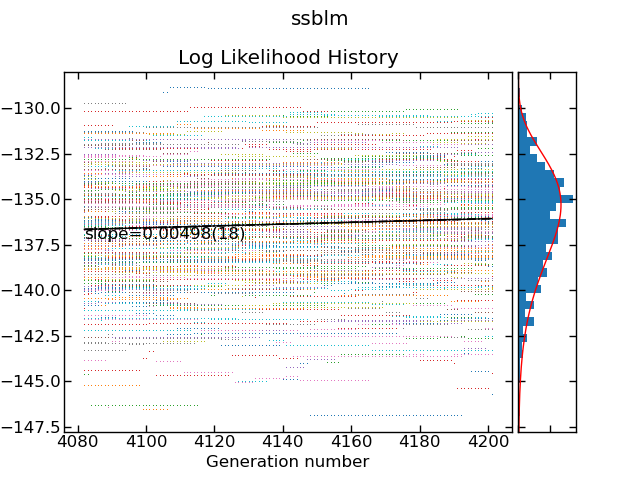 ssblm
Log Likelihood History
−130.0
−132.5
−135.0
−137.5
−140.0
−142.5
−145.0
−147.5
slope=0.00498(18)
4080 4100 4120 4140 4160 4180 4200
Generation number